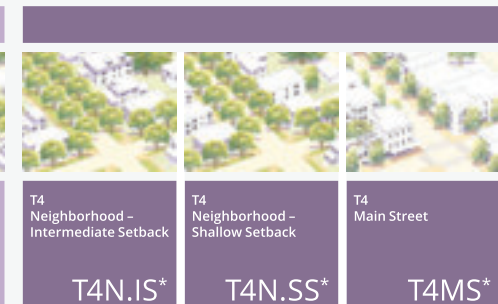 T4
Neighborhood –
Intermediate Setback
T4N.IS*
T4
Neighborhood –
Shallow Setback
T4N.SS*
T4
Main Street
T4MS*